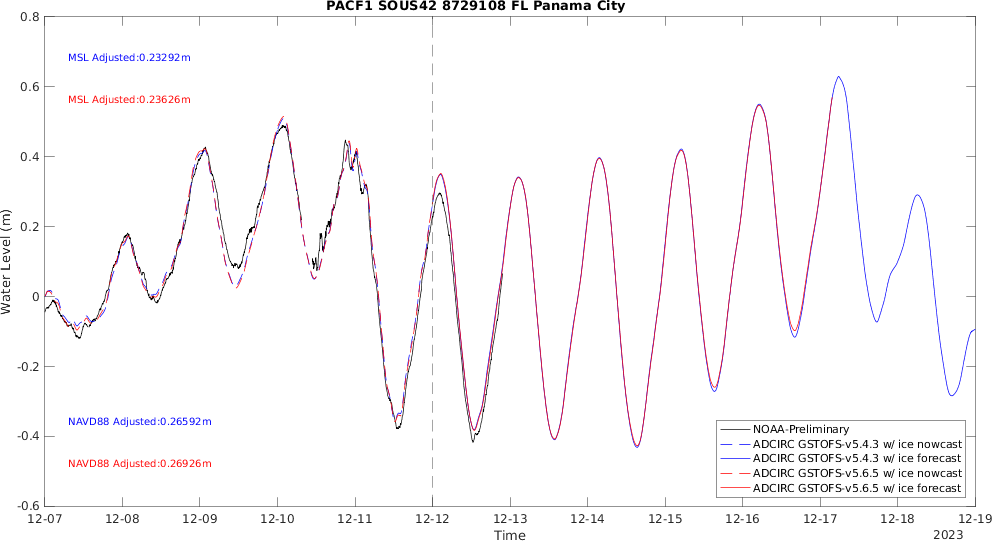 PACF1 SOUS42 8729108 FL Panama City
0.8
0.6
0.4
0.2
0
-0.2
-0.4
-0.6
Water Level (m)
MSL Adjusted:0.23292m
MSL Adjusted:0.23626m
NAVD88 Adjusted:0.26592m
NAVD88 Adjusted:0.26926m
NOAA-Preliminary
ADCIRC GSTOFS-v5.4.3 w/ ice nowcast
ADCIRC GSTOFS-v5.4.3 w/ ice forecast
ADCIRC GSTOFS-v5.6.5 w/ ice nowcast
ADCIRC GSTOFS-v5.6.5 w/ ice forecast
12-07 12-08 12-09 12-10 12-11 12-12 12-13 12-14 12-15 12-16 12-17 12-18 12-19
Time
2023